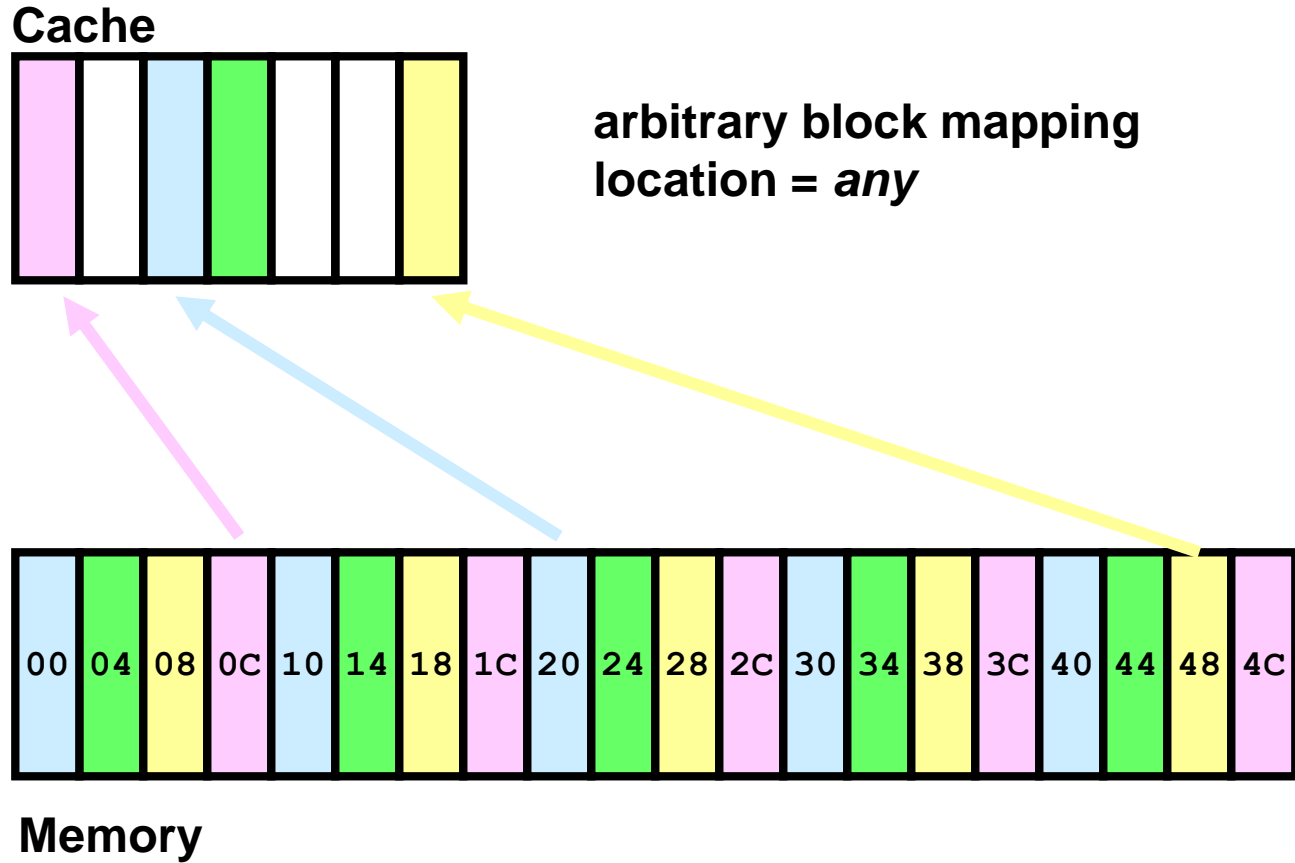 Cache
arbitrary block mapping
location = any
00 04 08 0C 10 14 18 1C 20 24 28 2C 30 34 38 3C 40 44 48 4C
Memory